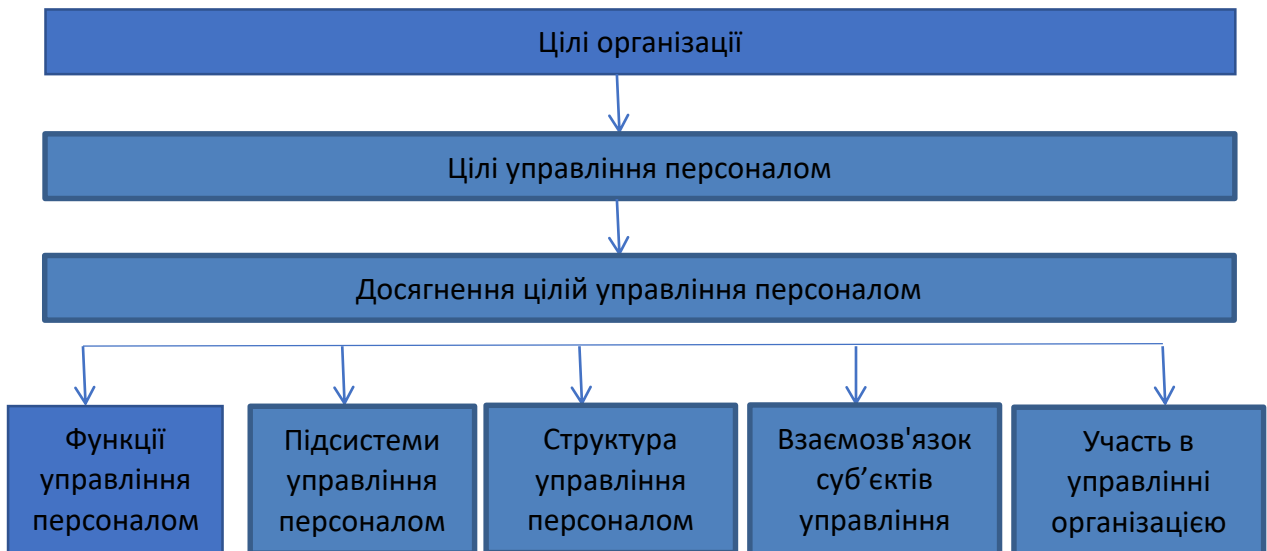 Цілі організації
Цілі управління персоналом
Досягнення цілій управління персоналом
Функції
управління
персоналом
Підсистеми
управління
персоналом
Структура
управління
персоналом
Взаємозв'язок
суб’єктів
управління
Участь в
управлінні
організацією